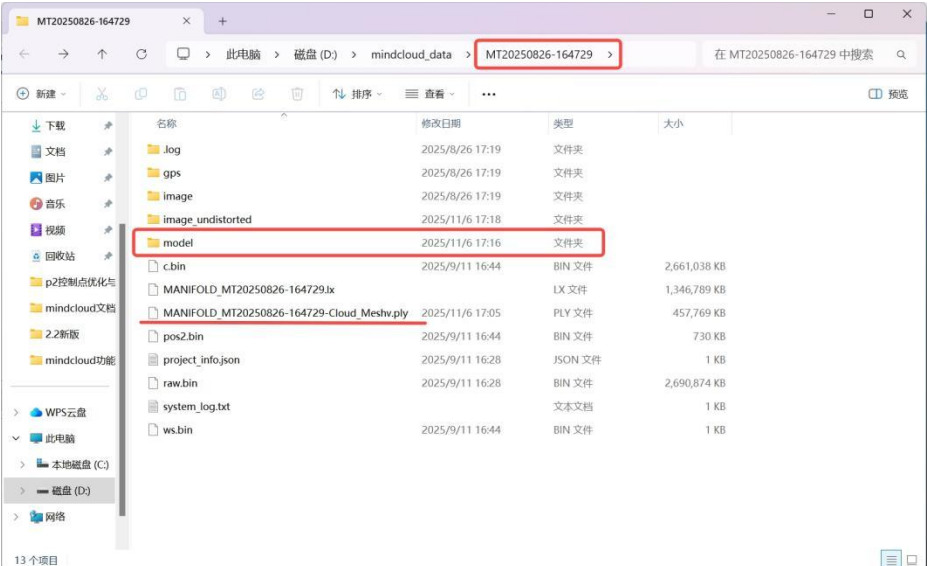 MT20250826-164729
此电脑 > 磁盘 (D:) > mindcloud_data > MT20250826-164729 >
在 MT20250826-164729 中搜索
新建 排序 查看 ... 预览
名称 修改日期 类型 大小
.log 2025/8/26 17:19 文件夹
gps 2025/8/26 17:19 文件夹
image 2025/8/26 17:19 文件夹
image_undistorted 2025/11/6 17:18 文件夹
model 2025/11/6 17:16 文件夹
c.bin 2025/9/11 16:44 BIN 文件 2,661,038 KB
MANIFOLD_MT20250826-164729.lx LX 文件 1,346,789 KB
MANIFOLD_MT20250826-164729-Cloud_Meshv.ply 2025/11/6 17:05 PLY 文件 457,769 KB
pos2.bin 2025/9/11 16:44 BIN 文件 730 KB
project_info.json 2025/9/11 16:28 JSON 文件 1 KB
raw.bin 2025/9/11 16:28 BIN 文件 2,690,874 KB
system_log.txt 文本文档 1 KB
ws.bin 2025/9/11 16:44 BIN 文件 1 KB
下载
文档
图片
音乐
视频
回收站
p2控制点优化与
mindcloud文档
2.2新版
mindcloud功能
WPS云盘
此电脑
本地磁盘 (C:)
磁盘 (D:)
网络
13 个项目